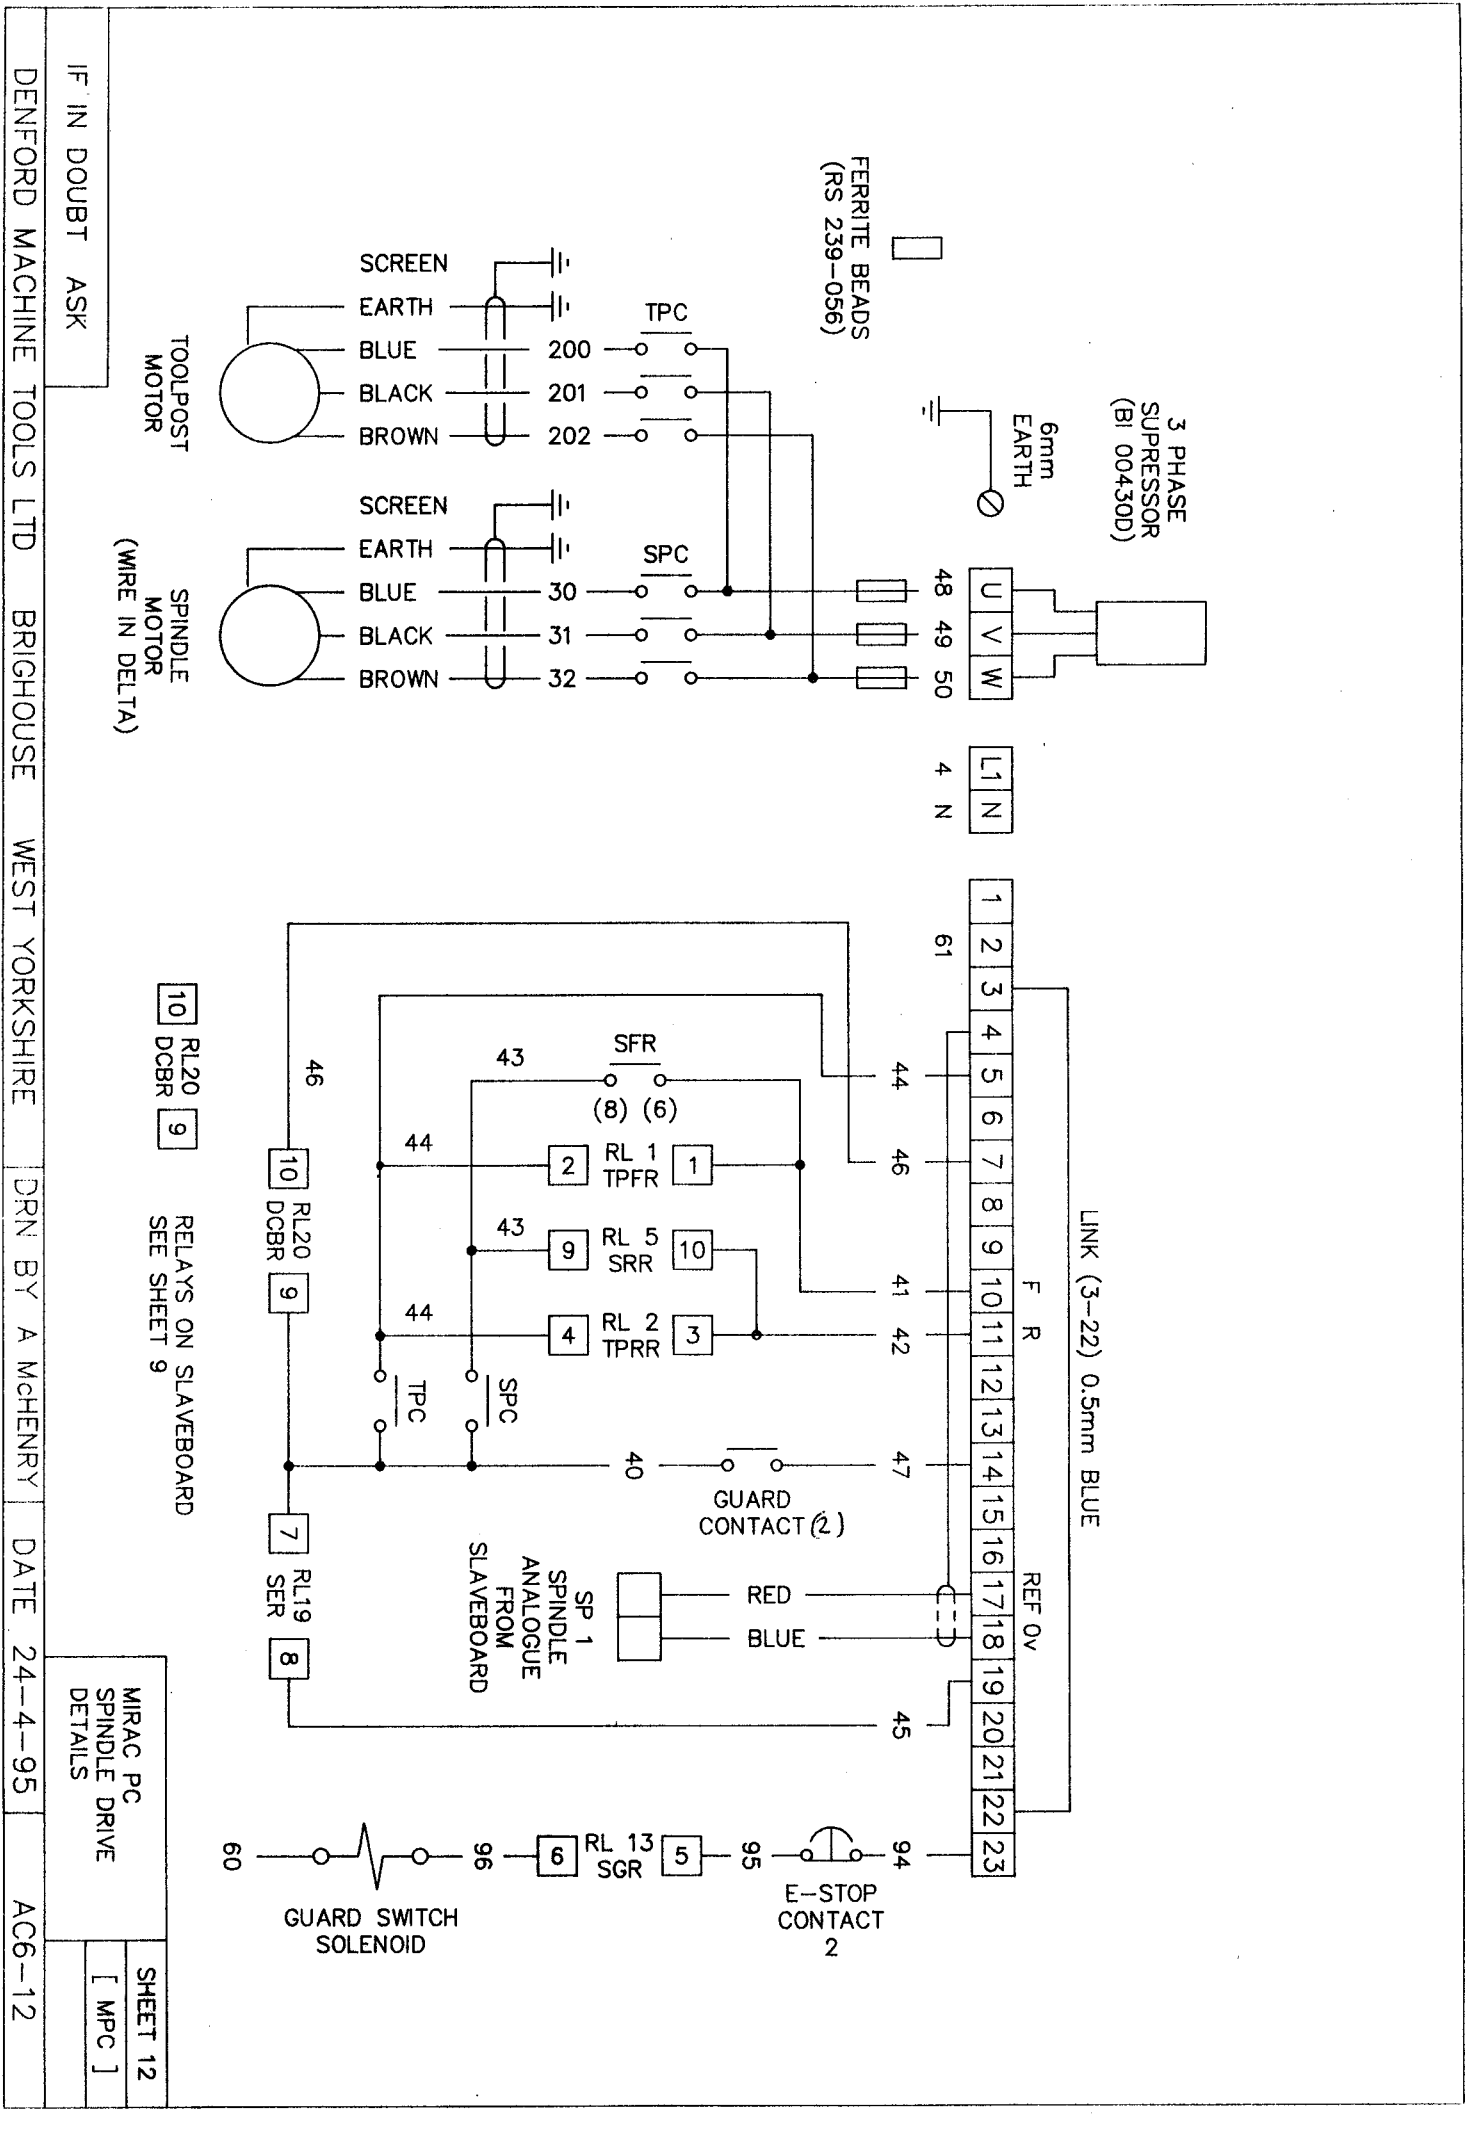 FERRITE BEADS
(RS 239-056)
3 PHASE
SUPRESSOR
(BI 00430D)
6mm
EARTH
SCREEN
EARTH
BLUE
BLACK
BROWN
200
201
202
TPC
TOOLPOST
MOTOR
SCREEN
EARTH
BLUE
BLACK
BROWN
30
31
32
SPC
SPINDLE
MOTOR
(WIRE IN DELTA)
48
49
50
U
V
W
4
N
L1
N
61
1
2
3
4
5
6
7
8
9
10
11
12
13
14
15
16
17
18
19
20
21
22
23
LINK (3-22) 0.5mm BLUE
F
R
REF 0v
44
46
41
42
47
45
43
SFR
(8)
(6)
44
2
RL 1
TPFR
1
43
9
RL 5
SRR
10
44
4
RL 2
TPRR
3
46
10
RL20
DCBR
9
TPC
SPC
40
GUARD
CONTACT (2)
7
RL19
SER
8
SP 1
SPINDLE
ANALOGUE
FROM
SLAVEBOARD
RED
BLUE
10
RL20
DCBR
9
RELAYS ON SLAVEBOARD
SEE SHEET 9
60
96
6
RL 13
SGR
5
95
94
GUARD SWITCH
SOLENOID
E-STOP
CONTACT
2
MIRAC PC
SPINDLE DRIVE
DETAILS
SHEET 12
[ MPC ]
IF IN DOUBT ASK
DENFORD MACHINE TOOLS LTD BRIGHOUSE WEST YORKSHIRE
DRN BY A McHENRY
DATE 24-4-95
AC6-12